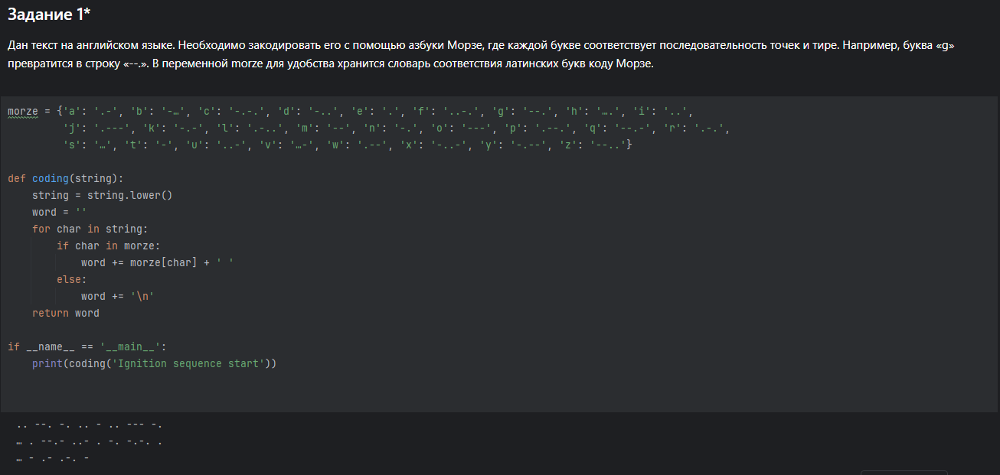 Задание 1*
Дан текст на английском языке. Необходимо закодировать его с помощью азбуки Морзе, где каждой букве соответствует последовательность точек и тире. Например, буква «g»
превратится в строку «--.». В переменной morze для удобства хранится словарь соответствия латинских букв коду Морзе.
morze = {'a': '.-', 'b': '-…', 'c': '-.-.', 'd': '-..', 'e': '.', 'f': '..-.', 'g': '--.', 'h': '….', 'i': '..',
'j': '.---', 'k': '-.-', 'l': '.-..', 'm': '--', 'n': '-.', 'o': '---', 'p': '.--.', 'q': '--.-', 'r': '.-.',
's': '…', 't': '-', 'u': '..-', 'v': '…-', 'w': '.--', 'x': '-..-', 'y': '-.--', 'z': '--..'}
def coding(string):
string = string.lower()
word = ''
for char in string:
if char in morze:
word += morze[char] + ' '
else:
word += '\n'
return word
if __name__ == '__main__':
print(coding('Ignition sequence start'))
.. --. -. .. - .. --- -.
… . --.- ..- . -. -.-. .
… - .- .-. -